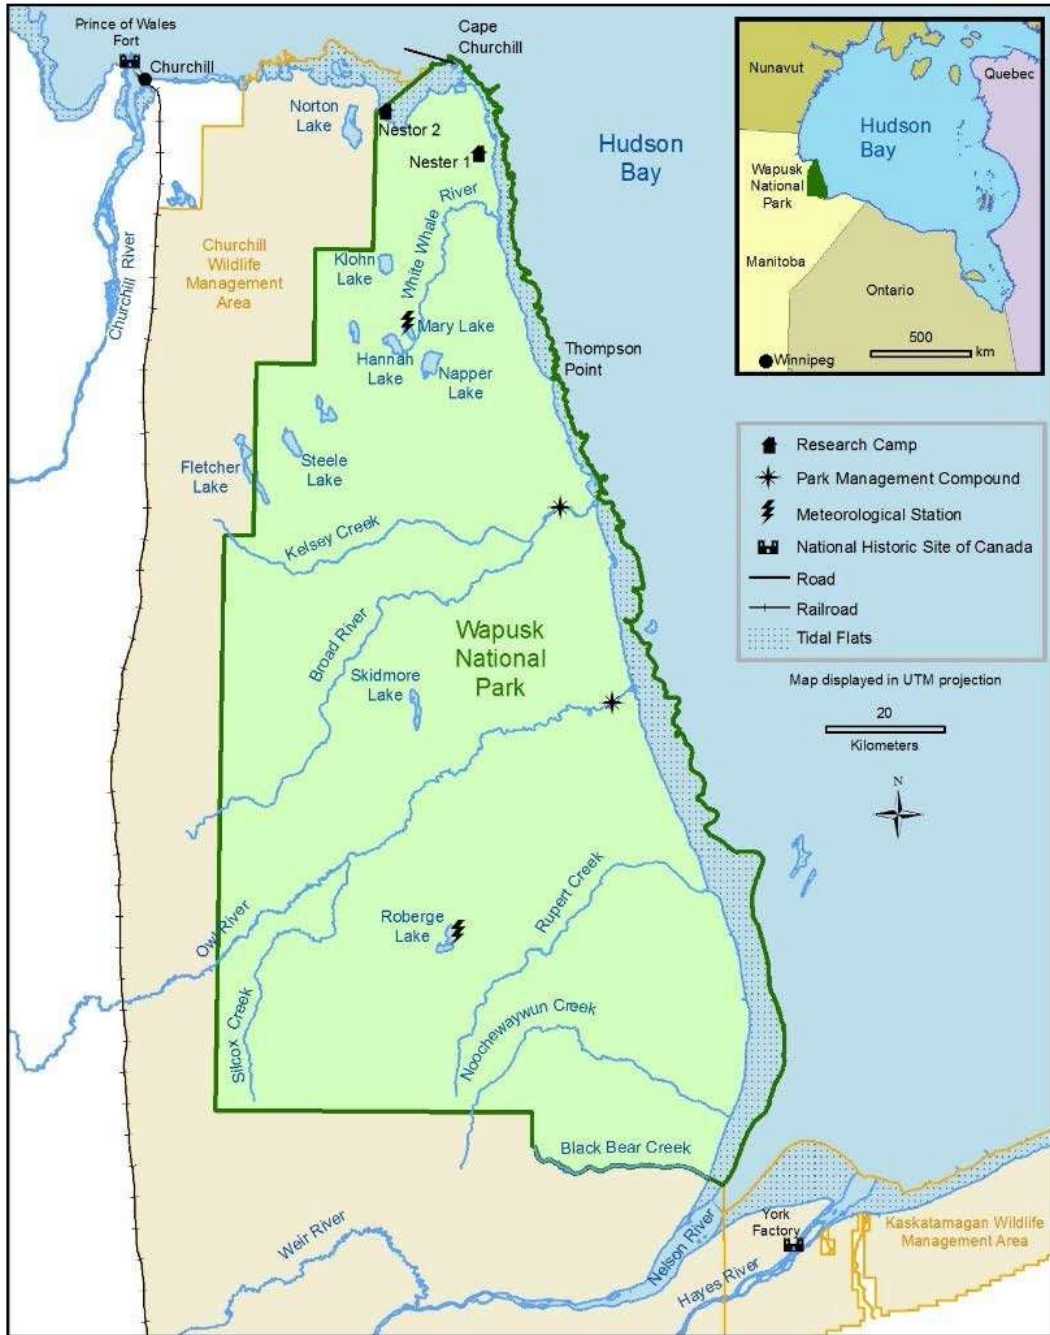 Prince of Wales
Fort
Churchill
Cape
Churchill
Norton
Lake
Nestor 2
Nester 1
Hudson
Bay
Churchill River
Churchill
Wildlife
Management
Area
White Whale
River
Klohn
Lake
Mary Lake
Hannah
Lake
Napper
Lake
Thompson
Point
Fletcher
Lake
Steele
Lake
Kelsey Creek
Broad River
Wapusk
National
Park
Skidmore
Lake
Owl River
Silcox Creek
Roberge
Lake
Rupert Creek
Noochewaywun Creek
Black Bear Creek
Weir River
Nelson River
Hayes River
York
Factory
Kaskatamagan Wildlife
Management Area
Nunavut
Quebec
Hudson
Bay
Wapusk
National
Park
Manitoba
Ontario
500
km
Winnipeg
Research Camp
Park Management Compound
Meteorological Station
National Historic Site of Canada
Road
Railroad
Tidal Flats
Map displayed in UTM projection
20
Kilometers
N